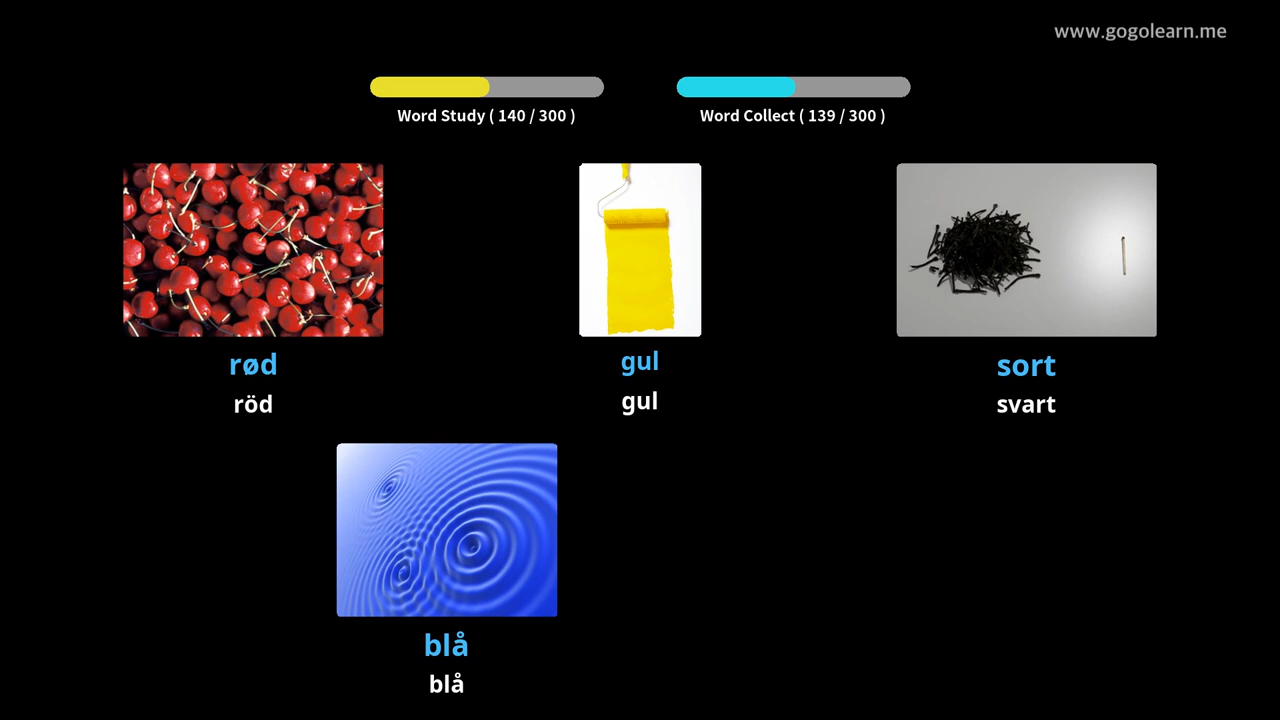 www.gogolearn.me
Word Study ( 140 / 300 )
Word Collect ( 139 / 300 )
rød
röd
gul
gul
sort
svart
blå
blå